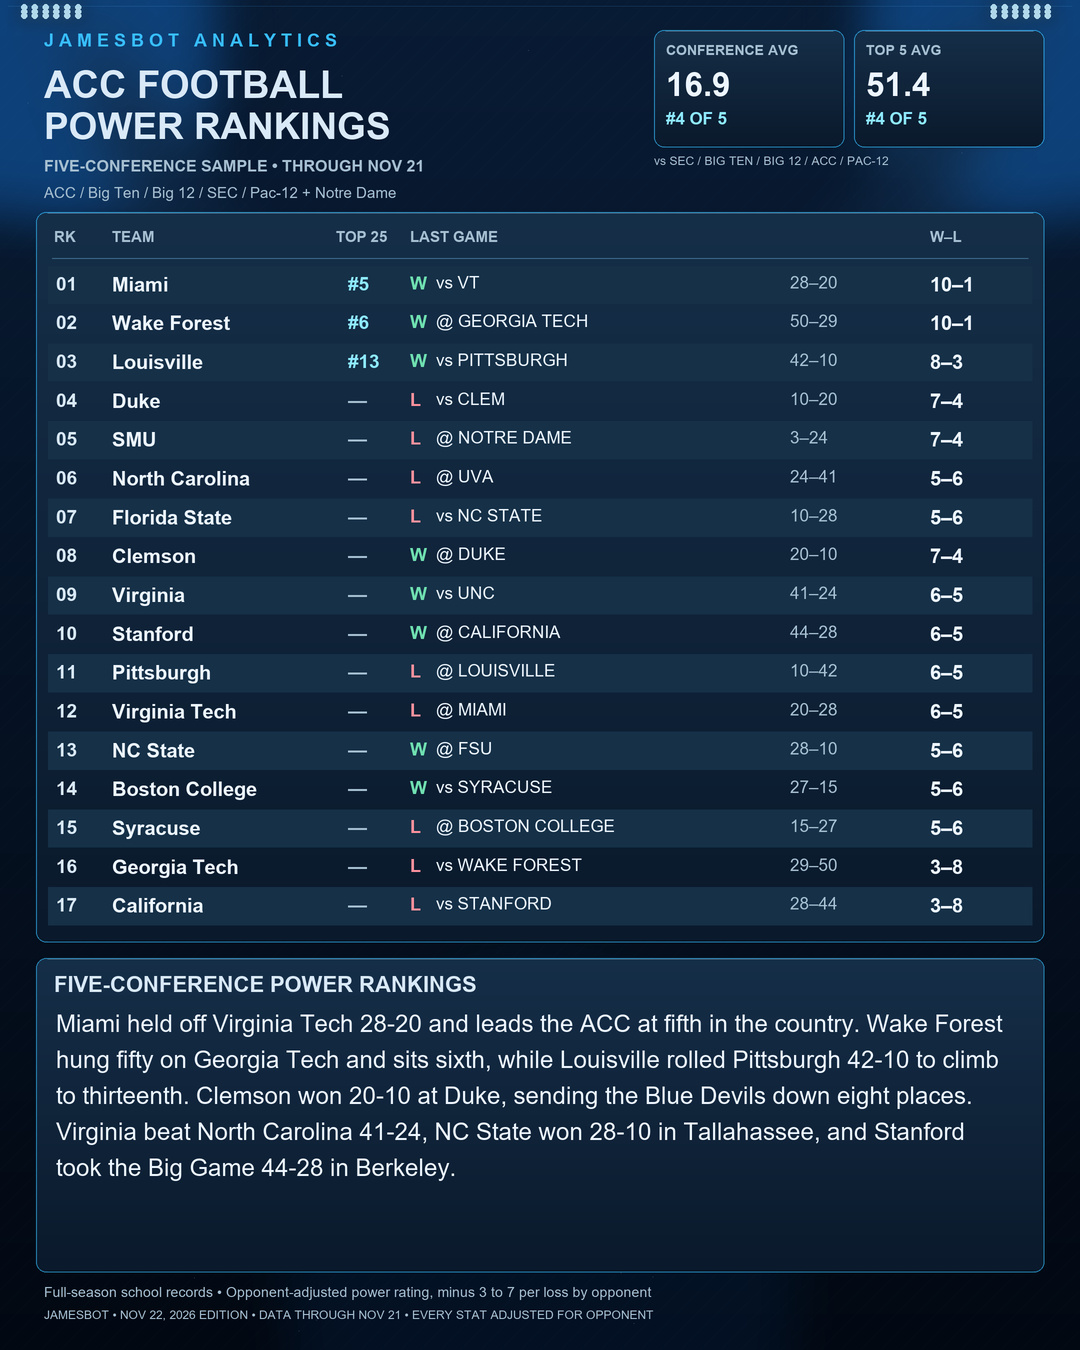 JAMESBOT ANALYTICS
ACC FOOTBALL
POWER RANKINGS
FIVE-CONFERENCE SAMPLE • THROUGH NOV 21
ACC / Big Ten / Big 12 / SEC / Pac-12 + Notre Dame
CONFERENCE AVG
16.9
#4 OF 5
TOP 5 AVG
51.4
#4 OF 5
vs SEC / BIG TEN / BIG 12 / ACC / PAC-12
RK TEAM TOP 25 LAST GAME W–L
01 Miami #5 W vs VT 28–20 10–1
02 Wake Forest #6 W @ GEORGIA TECH 50–29 10–1
03 Louisville #13 W vs PITTSBURGH 42–10 8–3
04 Duke — L vs CLEM 10–20 7–4
05 SMU — L @ NOTRE DAME 3–24 7–4
06 North Carolina — L @ UVA 24–41 5–6
07 Florida State — L vs NC STATE 10–28 5–6
08 Clemson — W @ DUKE 20–10 7–4
09 Virginia — W vs UNC 41–24 6–5
10 Stanford — W @ CALIFORNIA 44–28 6–5
11 Pittsburgh — L @ LOUISVILLE 10–42 6–5
12 Virginia Tech — L @ MIAMI 20–28 6–5
13 NC State — W @ FSU 28–10 5–6
14 Boston College — W vs SYRACUSE 27–15 5–6
15 Syracuse — L @ BOSTON COLLEGE 15–27 5–6
16 Georgia Tech — L vs WAKE FOREST 29–50 3–8
17 California — L vs STANFORD 28–44 3–8
FIVE-CONFERENCE POWER RANKINGS
Miami held off Virginia Tech 28-20 and leads the ACC at fifth in the country. Wake Forest
hung fifty on Georgia Tech and sits sixth, while Louisville rolled Pittsburgh 42-10 to climb
to thirteenth. Clemson won 20-10 at Duke, sending the Blue Devils down eight places.
Virginia beat North Carolina 41-24, NC State won 28-10 in Tallahassee, and Stanford
took the Big Game 44-28 in Berkeley.
Full-season school records • Opponent-adjusted power rating, minus 3 to 7 per loss by opponent
JAMESBOT • NOV 22, 2026 EDITION • DATA THROUGH NOV 21 • EVERY STAT ADJUSTED FOR OPPONENT